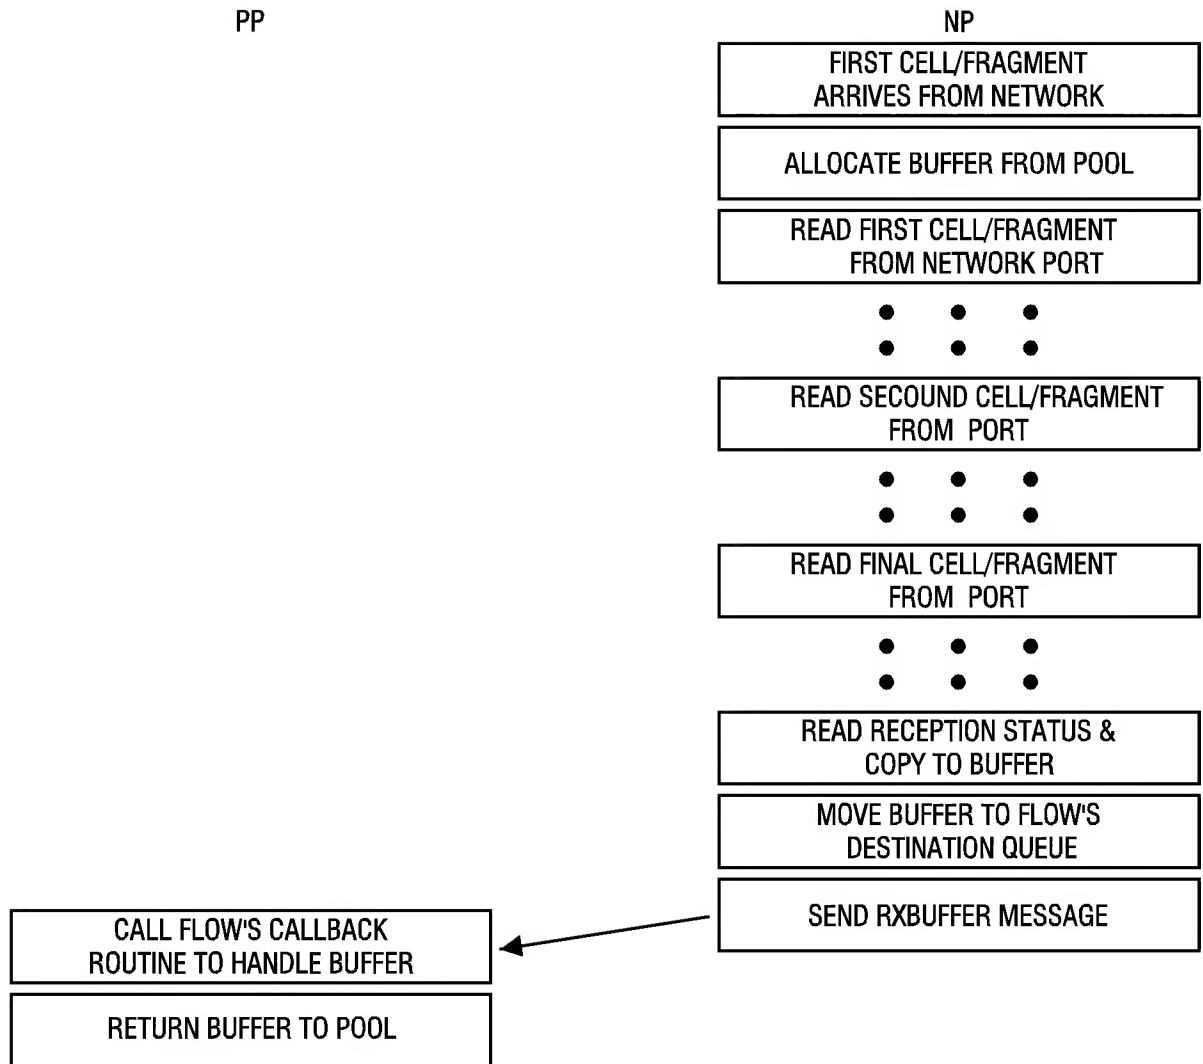 PP
NP
FIRST CELL/FRAGMENT
ARRIVES FROM NETWORK
ALLOCATE BUFFER FROM POOL
READ FIRST CELL/FRAGMENT
FROM NETWORK PORT
READ SECOUND CELL/FRAGMENT
FROM PORT
READ FINAL CELL/FRAGMENT
FROM PORT
READ RECEPTION STATUS &
COPY TO BUFFER
MOVE BUFFER TO FLOW'S
DESTINATION QUEUE
SEND RXBUFFER MESSAGE
CALL FLOW'S CALLBACK
ROUTINE TO HANDLE BUFFER
RETURN BUFFER TO POOL